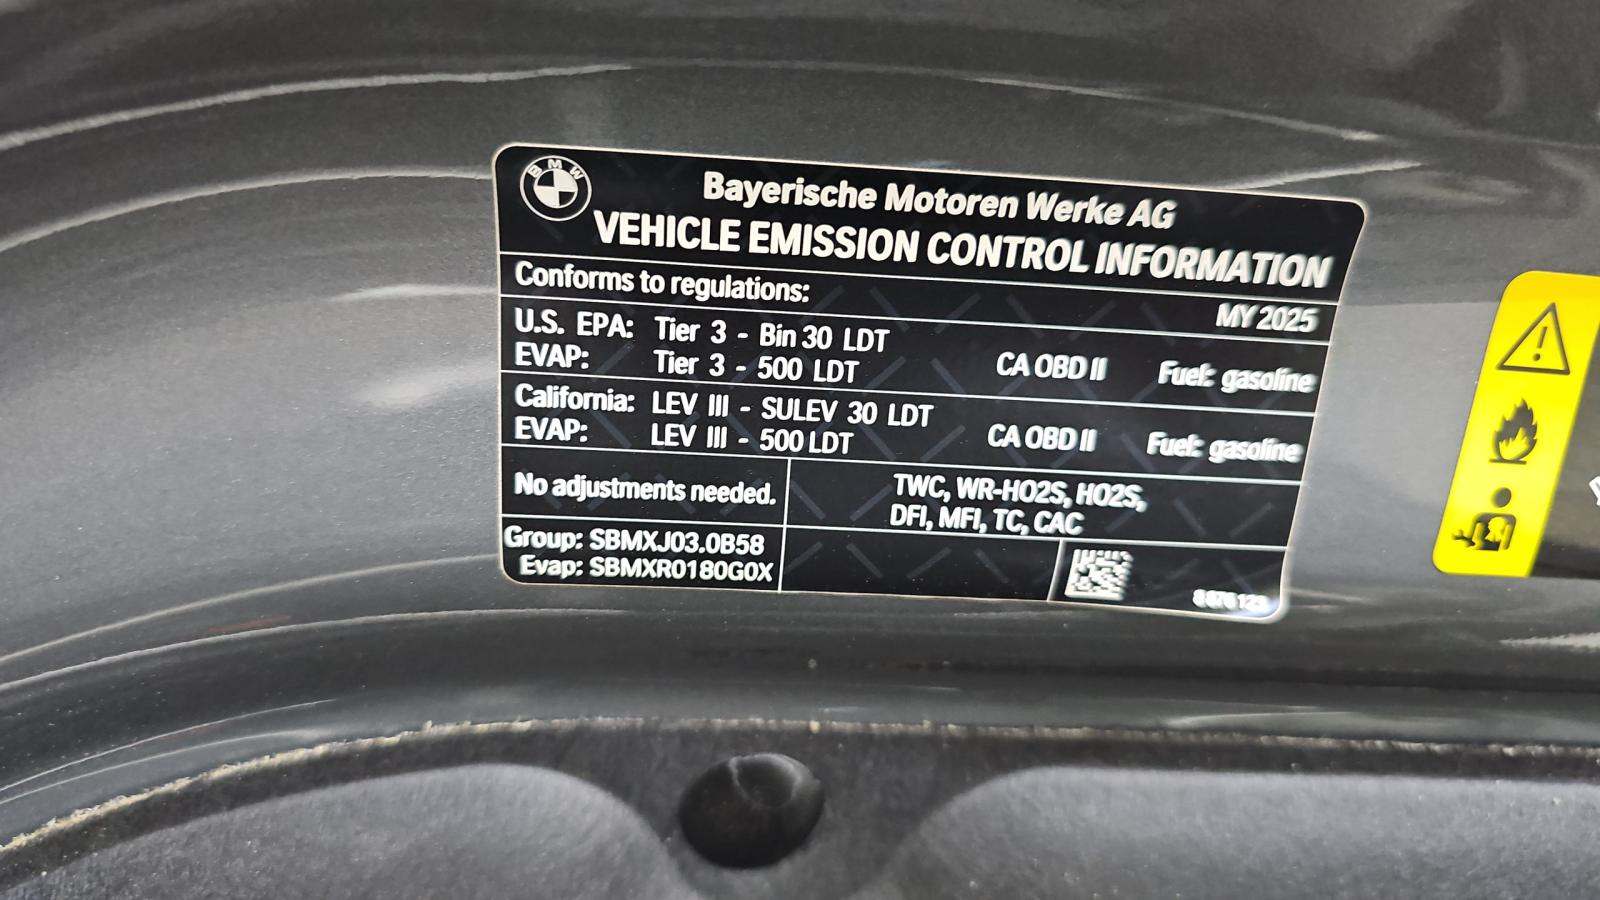 BMW
Bayerische Motoren Werke AG
VEHICLE EMISSION CONTROL INFORMATION
Conforms to regulations:
MY 2025
U.S. EPA: Tier 3 - Bin 30 LDT
EVAP: Tier 3 - 500 LDT
CA OBD II Fuel: gasoline
California: LEV III - SULEV 30 LDT
EVAP: LEV III - 500 LDT
CA OBD II Fuel: gasoline
No adjustments needed.
TWC, WR-HO2S, HO2S,
DFI, MFI, TC, CAC
Group: SBMXJ03.0B58
Evap: SBMXR0180G0X